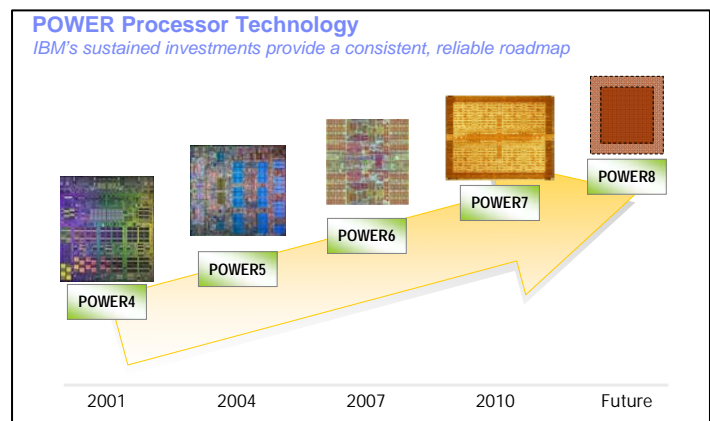 POWER Processor Technology
IBM's sustained investments provide a consistent, reliable roadmap
POWER4
POWER5
POWER6
POWER7
POWER8
2001
2004
2007
2010
Future